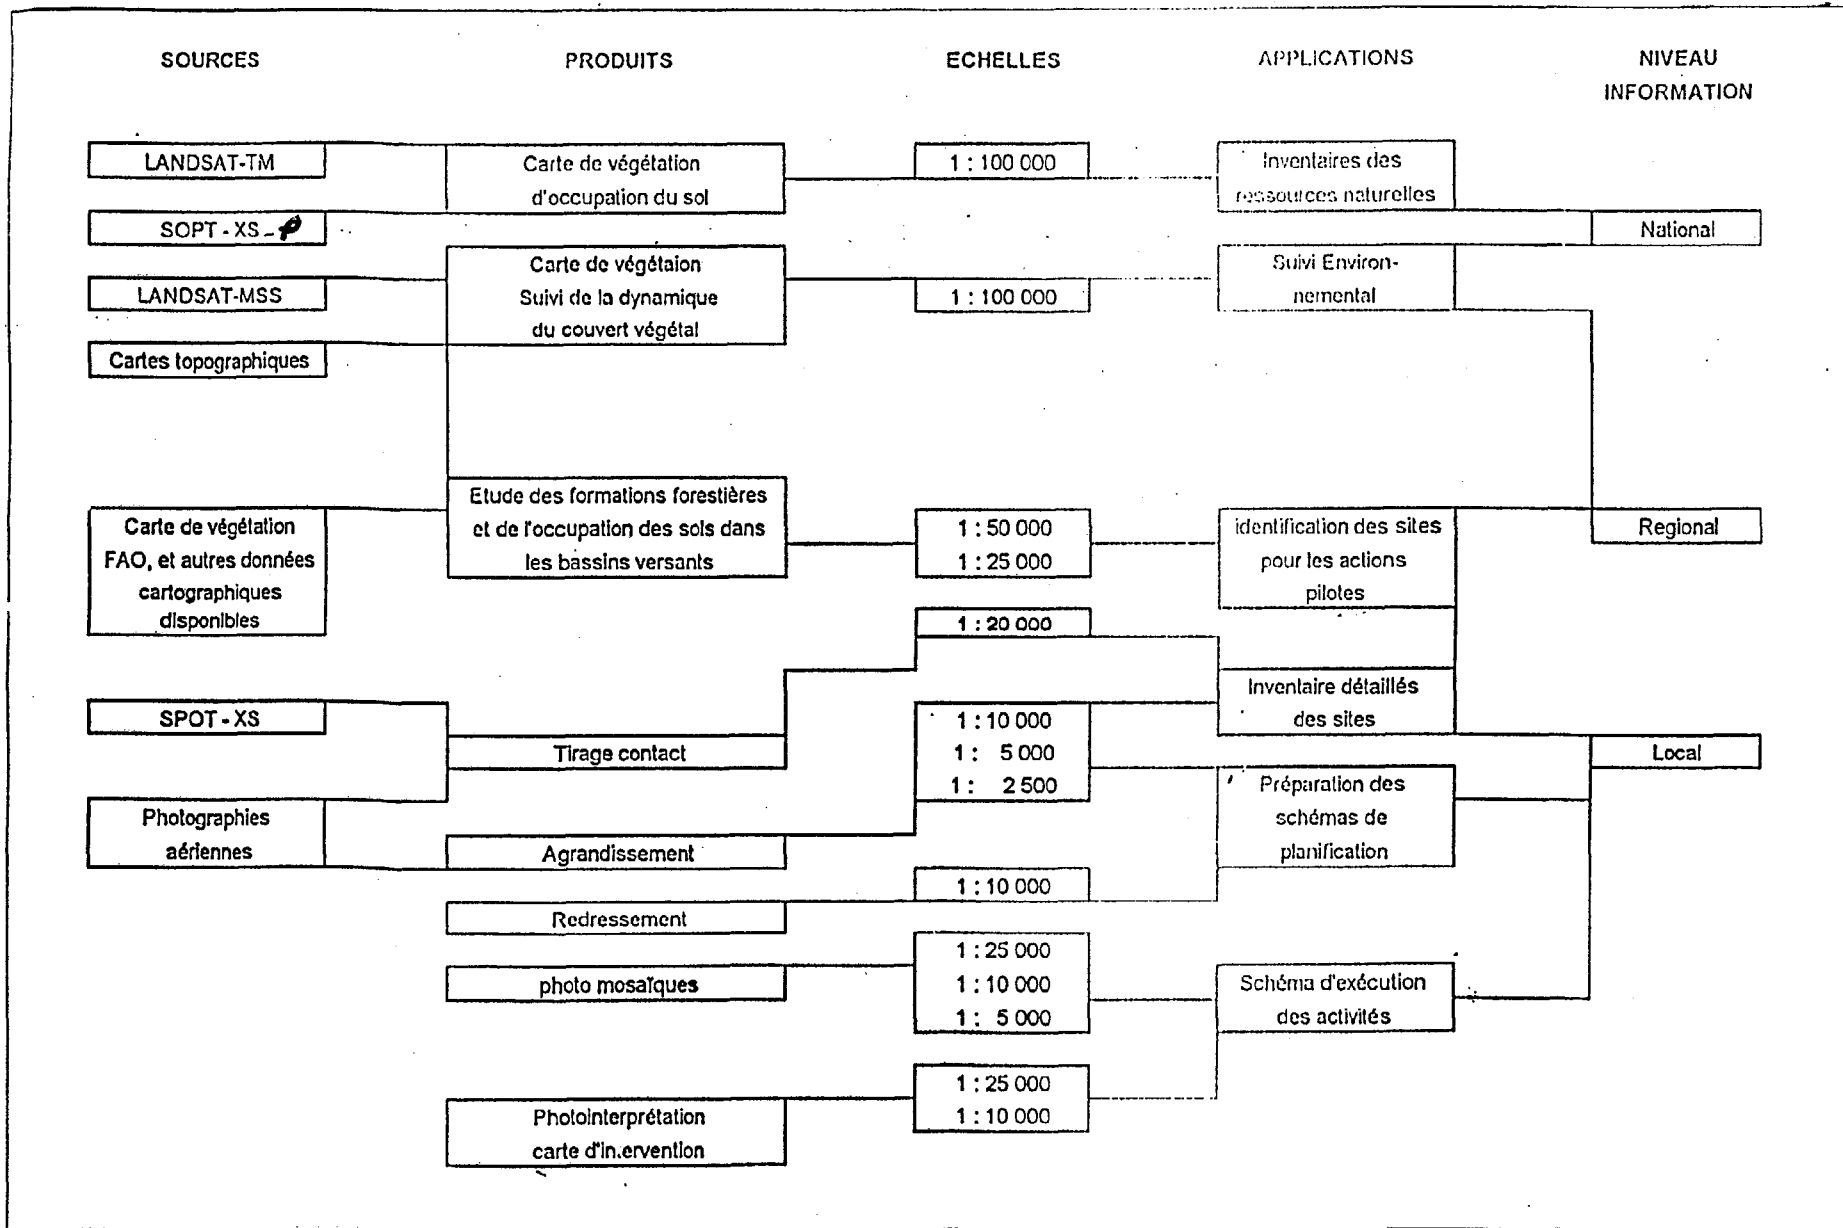 SOURCES
PRODUITS
ECHELLES
APPLICATIONS
NIVEAU
INFORMATION
LANDSAT-TM
SOPT - XS - P
LANDSAT-MSS
Cartes topographiques
Carte de végétation
FAO, et autres données
cartographiques
disponibles
SPOT - XS
Photographies
aériennes
Carte de végétation
d'occupation du sol
Carte de végétaion
Suivi de la dynamique
du couvert végétal
Etude des formations forestières
et de l'occupation des sols dans
les bassins versants
Tirage contact
Agrandissement
Redressement
photo mosaïques
Photointerprétation
carte d'in.ervention
1 : 100 000
1 : 100 000
1 : 50 000
1 : 25 000
1 : 20 000
1 : 10 000
1 : 5 000
1 : 2 500
1 : 10 000
1 : 25 000
1 : 10 000
1 : 5 000
1 : 25 000
1 : 10 000
Inventaires des
ressources naturelles
Suivi Environ-
nemental
identification des sites
pour les actions
pilotes
Inventaire détaillés
des sites
Préparation des
schémas de
planification
Schéma d'exécution
des activités
National
Regional
Local